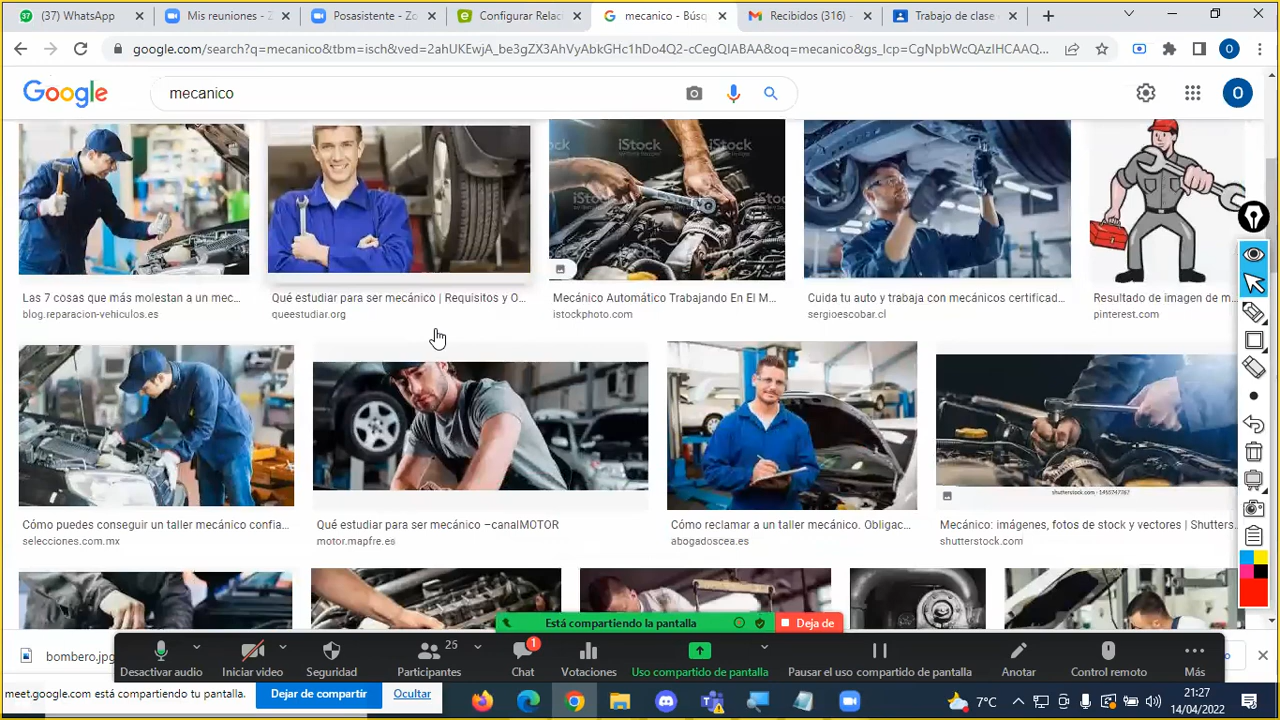 (37) WhatsApp
Mis reuniones - Z
Posasistente - Zo
Configurar Relac
mecanico - Búsq
Recibidos (316) -
Trabajo de clase
google.com/search?q=mecanico&tbm=isch&ved=2ahUKEwjA_be3gZX3AhVyAbkGHc1hDo4Q2-cCegQIABAA&oq=mecanico&gs_lcp=CgNpbWcQAzIHCAAQ...
O
Google
mecanico
O
iStock
iStock
Las 7 cosas que más molestan a un mec...
blog.reparacion-vehiculos.es
Qué estudiar para ser mecánico | Requisitos y O...
queestudiar.org
Mecánico Automático Trabajando En El M...
istockphoto.com
Cuida tu auto y trabaja con mecánicos certificad...
sergioescobar.cl
Resultado de imagen de m...
pinterest.com
shutterstock.com · 1455747767
Cómo puedes conseguir un taller mecánico confia...
selecciones.com.mx
Qué estudiar para ser mecánico –canalMOTOR
motor.mapfre.es
Cómo reclamar a un taller mecánico. Obligac...
abogadoscea.es
Mecánico: imágenes, fotos de stock y vectores | Shutters...
shutterstock.com
Está compartiendo la pantalla
Deja de
bombero.jpg
Desactivar audio
Iniciar video
Seguridad
25
Participantes
1
Chat
Votaciones
Uso compartido de pantalla
Pausar el uso compartido de pantalla
Anotar
Control remoto
Más
meet.google.com está compartiendo tu pantalla.
Dejar de compartir
Ocultar
7°C
21:27
14/04/2022